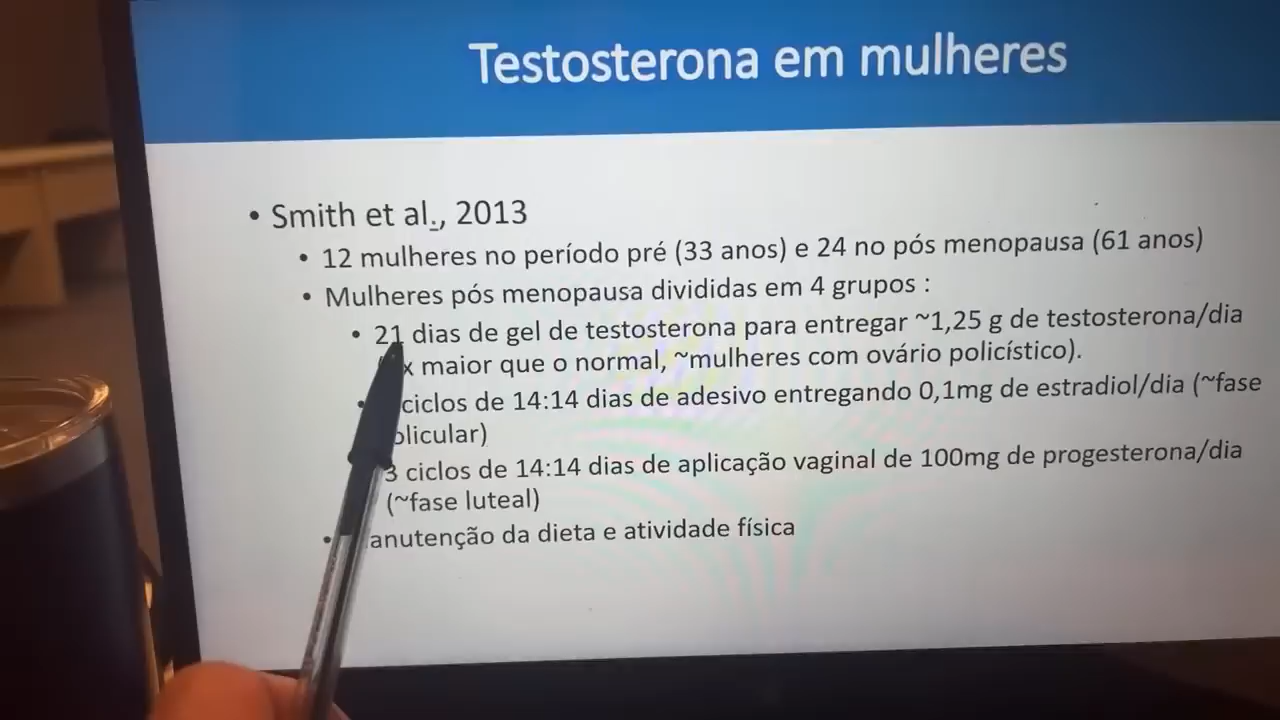 Testosterona em mulheres
• Smith et al., 2013
• 12 mulheres no período pré (33 anos) e 24 no pós menopausa (61 anos)
• Mulheres pós menopausa divididas em 4 grupos :
• 21 dias de gel de testosterona para entregar ~1,25 g de testosterona/dia
x maior que o normal, ~mulheres com ovário policístico).
• ciclos de 14:14 dias de adesivo entregando 0,1mg de estradiol/dia (~fase
olicular)
3 ciclos de 14:14 dias de aplicação vaginal de 100mg de progesterona/dia
(~fase luteal)
• anutenção da dieta e atividade física